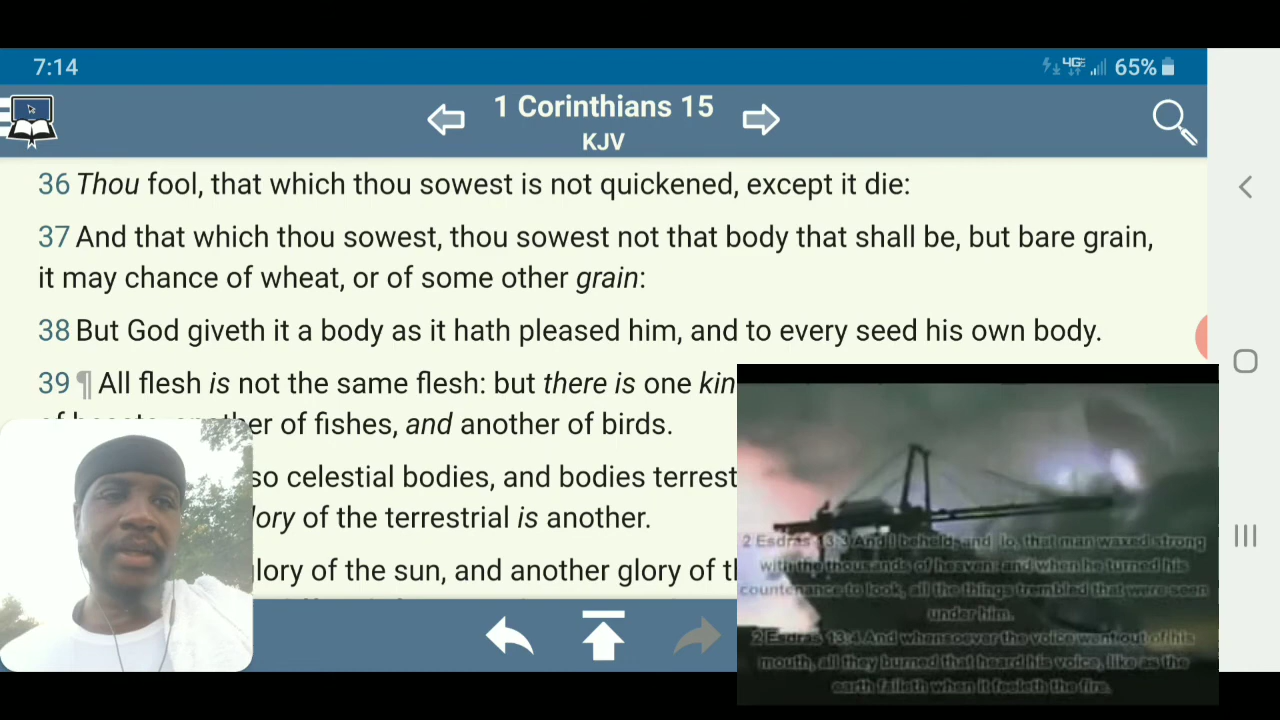 7:14
4G 65%
1 Corinthians 15
KJV
36 Thou fool, that which thou sowest is not quickened, except it die:
37 And that which thou sowest, thou sowest not that body that shall be, but bare grain,
it may chance of wheat, or of some other grain:
38 But God giveth it a body as it hath pleased him, and to every seed his own body.
39 ¶ All flesh is not the same flesh: but there is one kin
er of fishes, and another of birds.
so celestial bodies, and bodies terrest
lory of the terrestrial is another.
lory of the sun, and another glory of th
2 Esdras 13:3 And I beheld, and, lo, that man waxed strong
with the thousands of heaven: and when he turned his
countenance to look, all the things trembled that were seen
under him.
2 Esdras 13:4 And whensoever the voice went out of his
mouth, all they burned that heard his voice, like as the
earth faileth when it feeleth the fire.